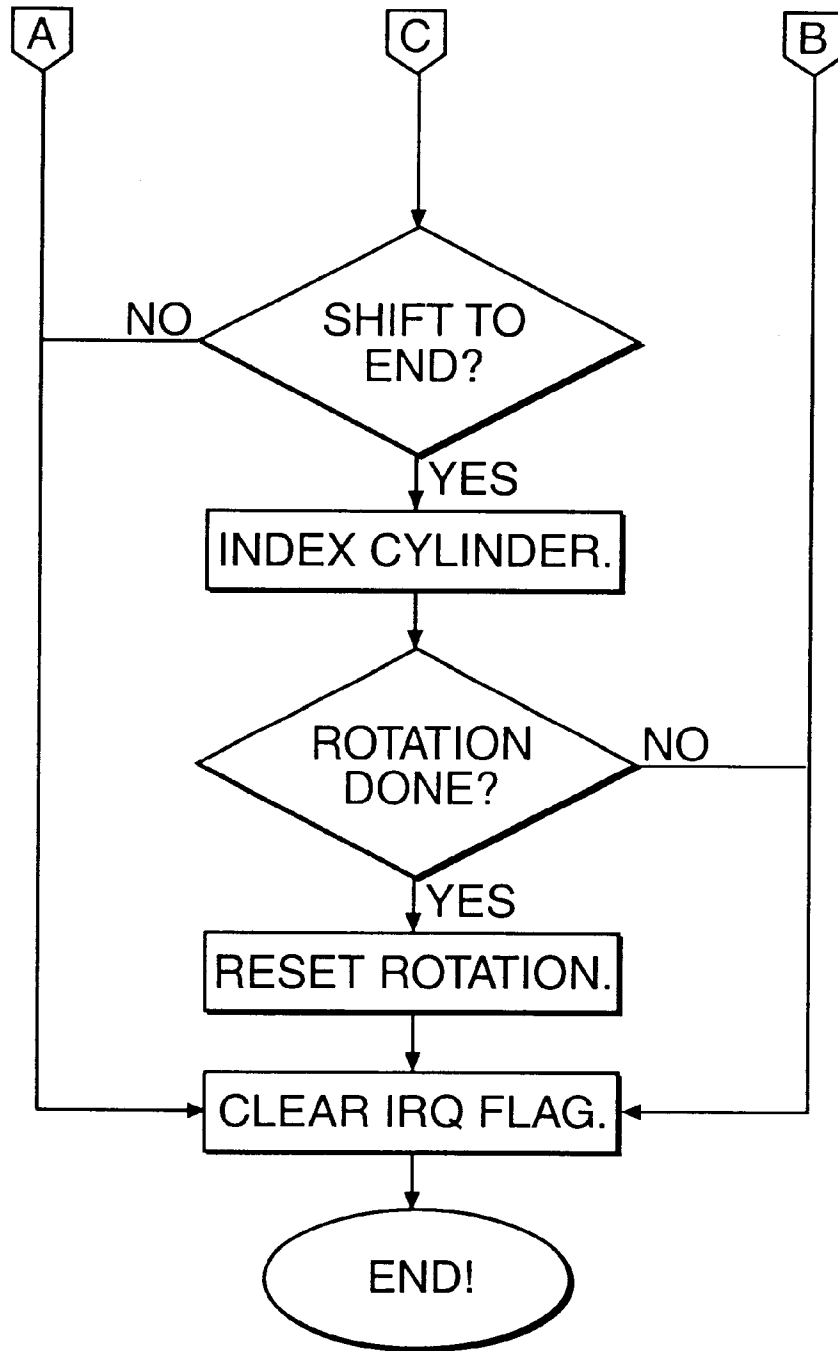 A
C
B
NO
SHIFT TO
END?
YES
INDEX CYLINDER.
ROTATION
DONE?
NO
YES
RESET ROTATION.
CLEAR IRQ FLAG.
END!